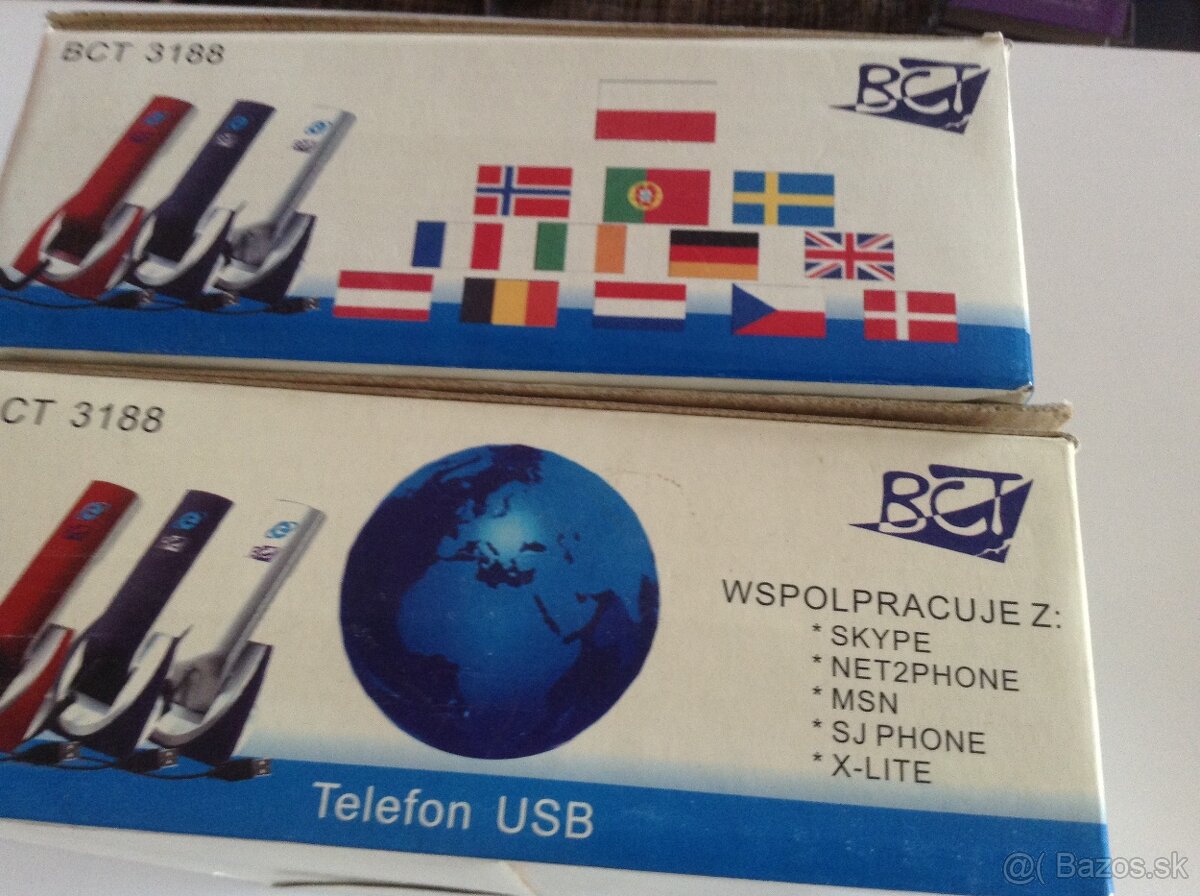 BCT 3188
BCT
CT 3188
BCT
WSPOLPRACUJE Z:
* SKYPE
* NET2PHONE
* MSN
* SJ PHONE
* X-LITE
Telefon USB
@( Bazos.sk